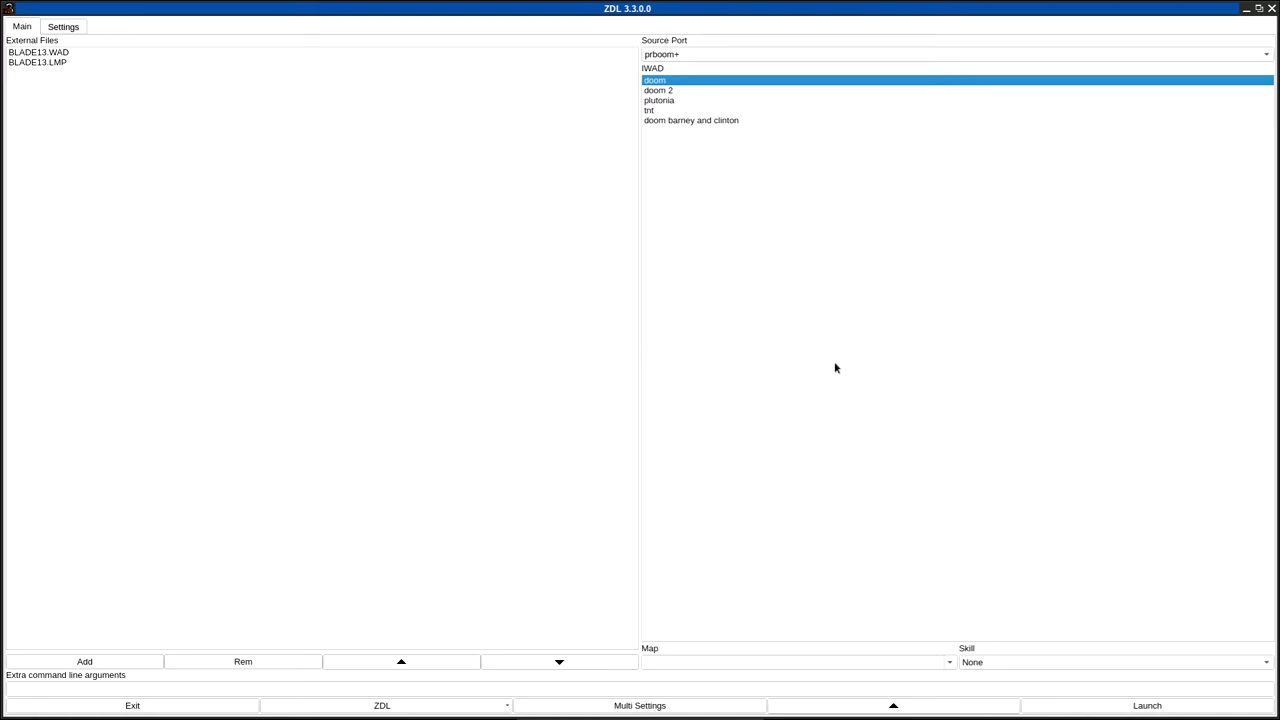 ZDL 3.3.0.0
Main
Settings
External Files
BLADE13.WAD
BLADE13.LMP
Source Port
prboom+
IWAD
doom
doom 2
plutonia
tnt
doom barney and clinton
Map
Skill
None
Add
Rem
Extra command line arguments
Exit
ZDL
Multi Settings
Launch